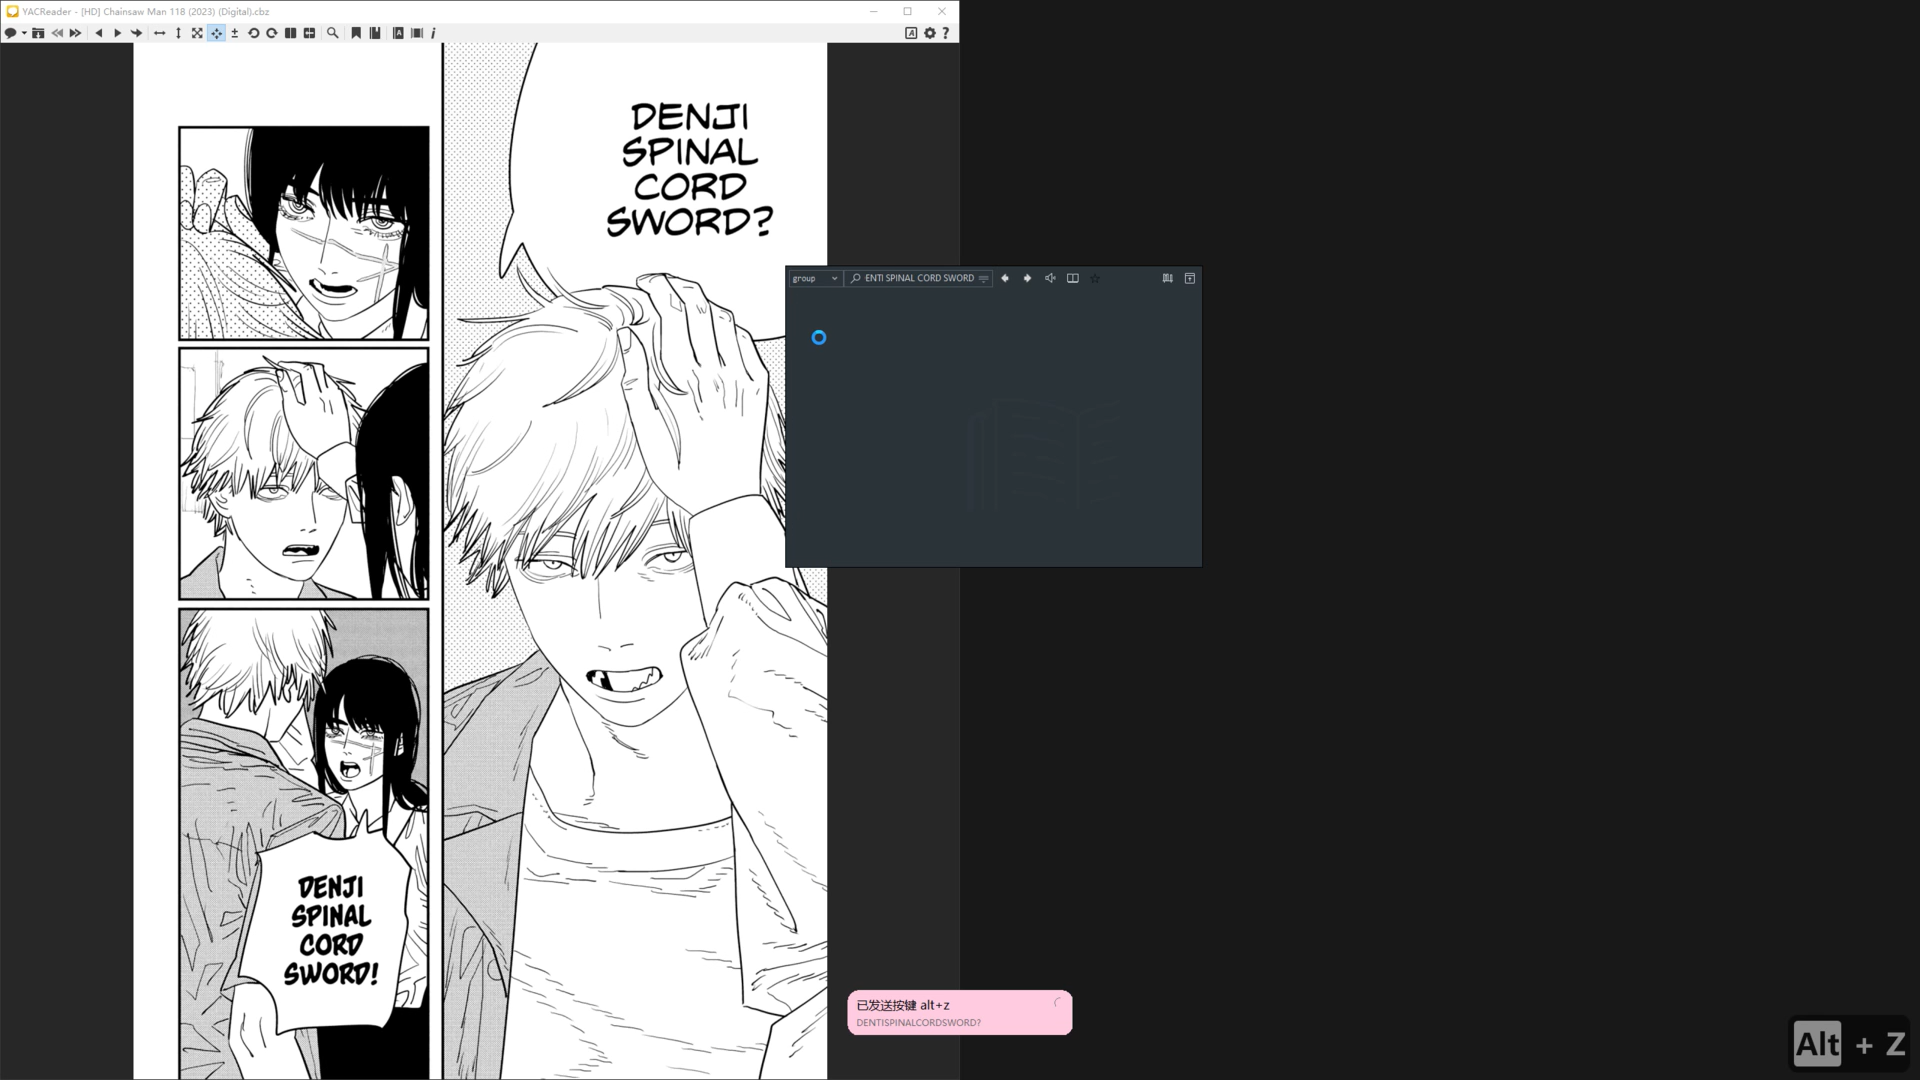 YACReader - [HD] Chainsaw Man 118 (2023) (Digital).cbz
DENJI
SPINAL
CORD
SWORD?
group
ENTI SPINAL CORD SWORD
DENJI
SPINAL
CORD
SWORD!
已发送按键 alt+z
DENTISPINALCORDSWORD?
Alt + Z